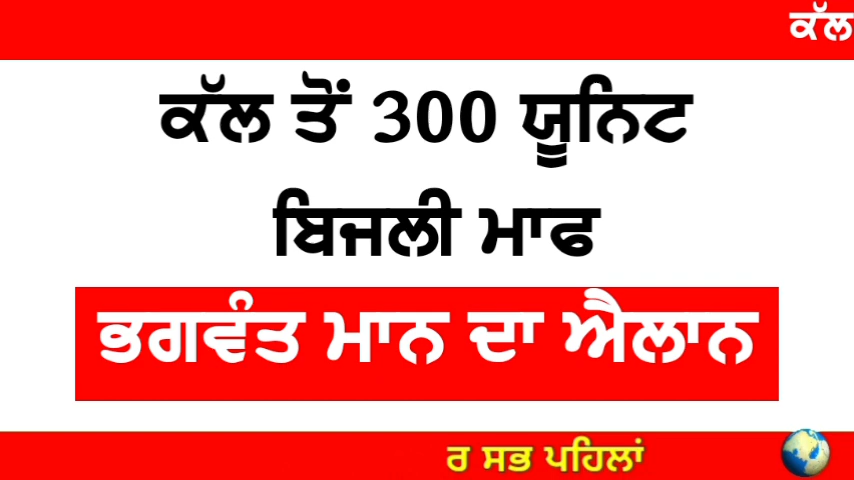 ਕੱਲ
ਕੱਲ ਤੋਂ 300 ਯੂਨਿਟ
ਬਿਜਲੀ ਮਾਫ
ਭਗਵੰਤ ਮਾਨ ਦਾ ਐਲਾਨ
ਰ ਸਭ ਪਹਿਲਾਂ